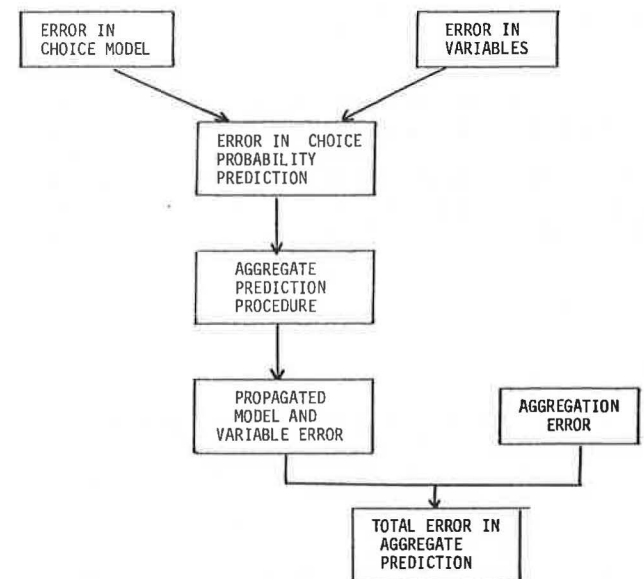 ERROR IN
CHOICE MODEL
ERROR IN
VARIABLES
ERROR IN CHOICE
PROBABILITY
PREDICTION
AGGREGATE
PREDICTION
PROCEDURE
PROPAGATED
MODEL AND
VARIABLE ERROR
AGGREGATION
ERROR
TOTAL ERROR IN
AGGREGATE
PREDICTION